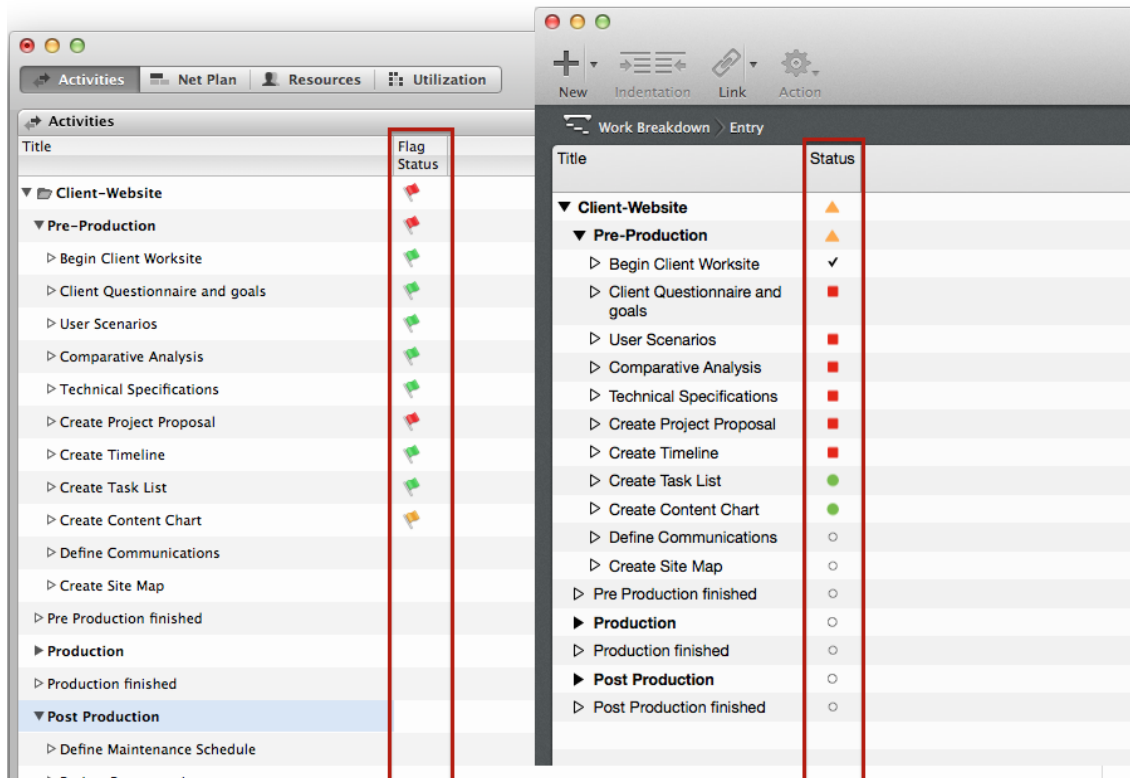 Activities Net Plan Resources Utilization
Activities
Title Flag
Status
Client-Website
Pre-Production
Begin Client Worksite
Client Questionnaire and goals
User Scenarios
Comparative Analysis
Technical Specifications
Create Project Proposal
Create Timeline
Create Task List
Create Content Chart
Define Communications
Create Site Map
Pre Production finished
Production
Production finished
Post Production
Define Maintenance Schedule
New Indentation Link Action
Work Breakdown Entry
Title Status
Client-Website
Pre-Production
Begin Client Worksite
Client Questionnaire and
goals
User Scenarios
Comparative Analysis
Technical Specifications
Create Project Proposal
Create Timeline
Create Task List
Create Content Chart
Define Communications
Create Site Map
Pre Production finished
Production
Production finished
Post Production
Post Production finished